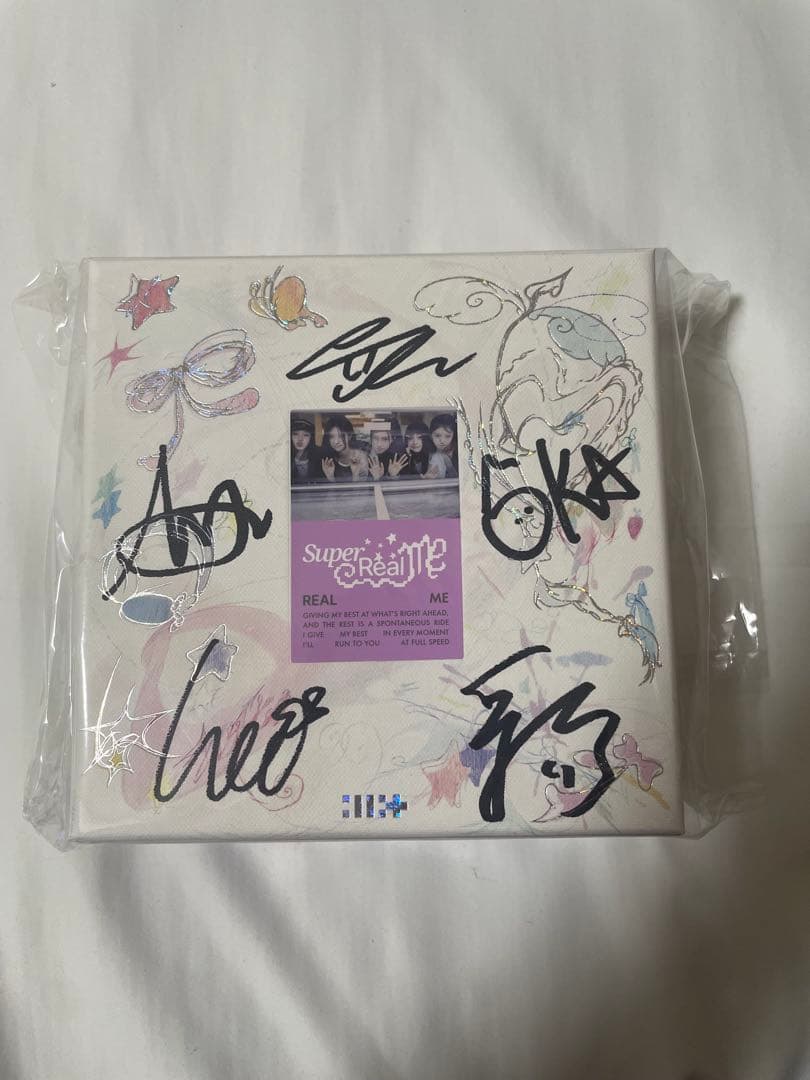 5K
Super
Real Me
REAL ME
GIVING MY BEST AT WHAT'S RIGHT AHEAD,
AND THE REST IS A SPONTANEOUS RIDE
I GIVE MY BEST IN EVERY MOMENT
I'LL RUN TO YOU AT FULL SPEED